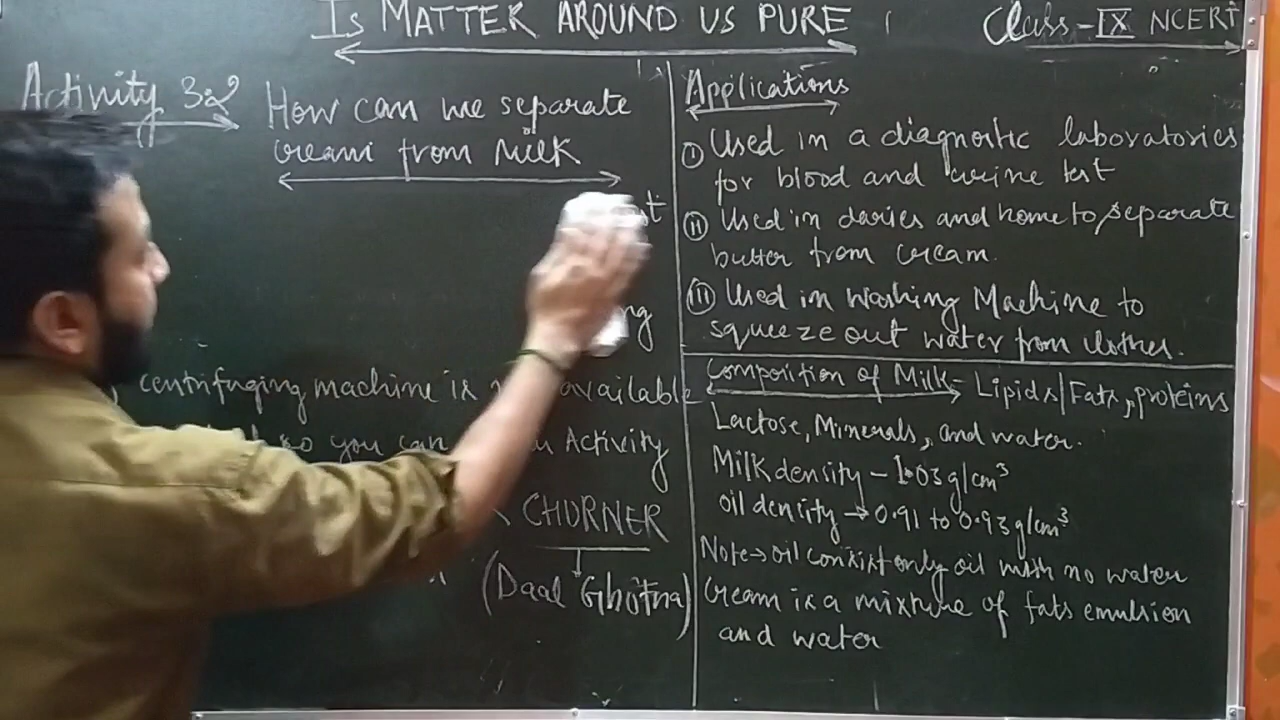 Is MATTER AROUND US PURE
Class - IX NCERT
Activity 3.2
How can we separate
cream from Milk
centrifuging machine is available
so you can Activity
CHURNER
(Daal Ghotna)
Applications
(I) Used in a diagnostic laboratories
for blood and urine test
(II) Used in daries and home to separate
butter from cream.
(III) Used in Washing Machine to
squeeze out water from clothes.
Composition of Milk - Lipids/Fats, proteins
Lactose, Minerals, and water.
Milk density - 1.03 g/cm³
Oil density → 0.91 to 0.93 g/cm³
Note → oil consist only oil with no water
Cream is a mixture of fats emulsion
and water